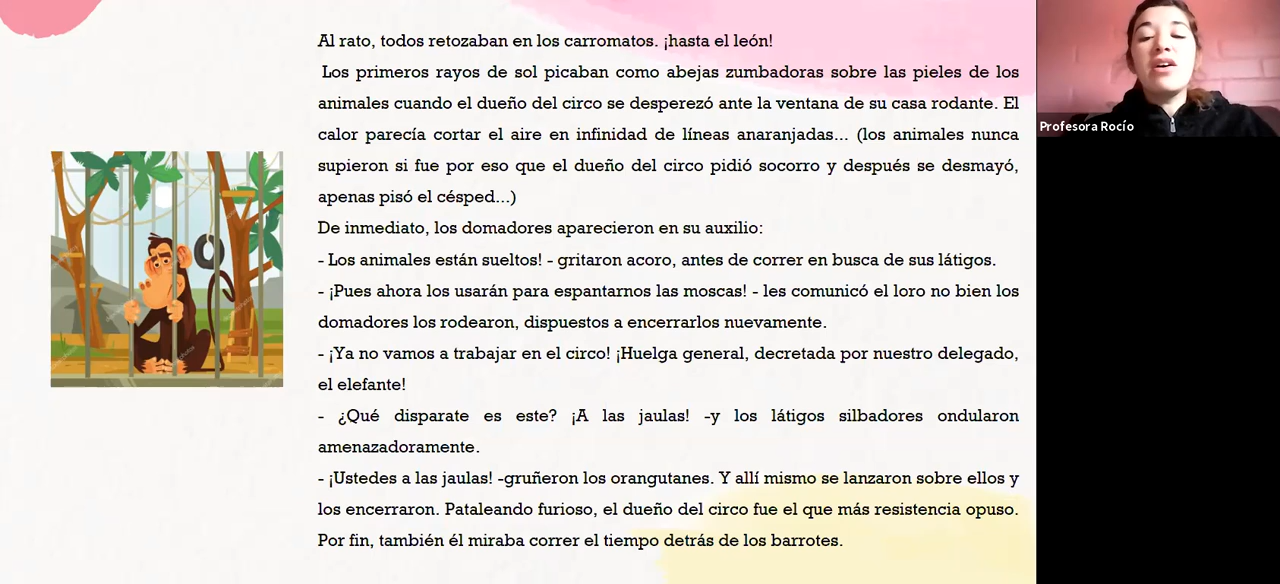 Al rato, todos retozaban en los carromatos. ¡hasta el león!
Los primeros rayos de sol picaban como abejas zumbadoras sobre las pieles de los
animales cuando el dueño del circo se desperezó ante la ventana de su casa rodante. El
calor parecía cortar el aire en infinidad de líneas anaranjadas... (los animales nunca
supieron si fue por eso que el dueño del circo pidió socorro y después se desmayó,
apenas pisó el césped...)
De inmediato, los domadores aparecieron en su auxilio:
- Los animales están sueltos! - gritaron acoro, antes de correr en busca de sus látigos.
- ¡Pues ahora los usarán para espantarnos las moscas! - les comunicó el loro no bien los
domadores los rodearon, dispuestos a encerrarlos nuevamente.
- ¡Ya no vamos a trabajar en el circo! ¡Huelga general, decretada por nuestro delegado,
el elefante!
- ¿Qué disparate es este? ¡A las jaulas! -y los látigos silbadores ondularon
amenazadoramente.
- ¡Ustedes a las jaulas! -gruñeron los orangutanes. Y allí mismo se lanzaron sobre ellos y
los encerraron. Pataleando furioso, el dueño del circo fue el que más resistencia opuso.
Por fin, también él miraba correr el tiempo detrás de los barrotes.
Profesora Rocío